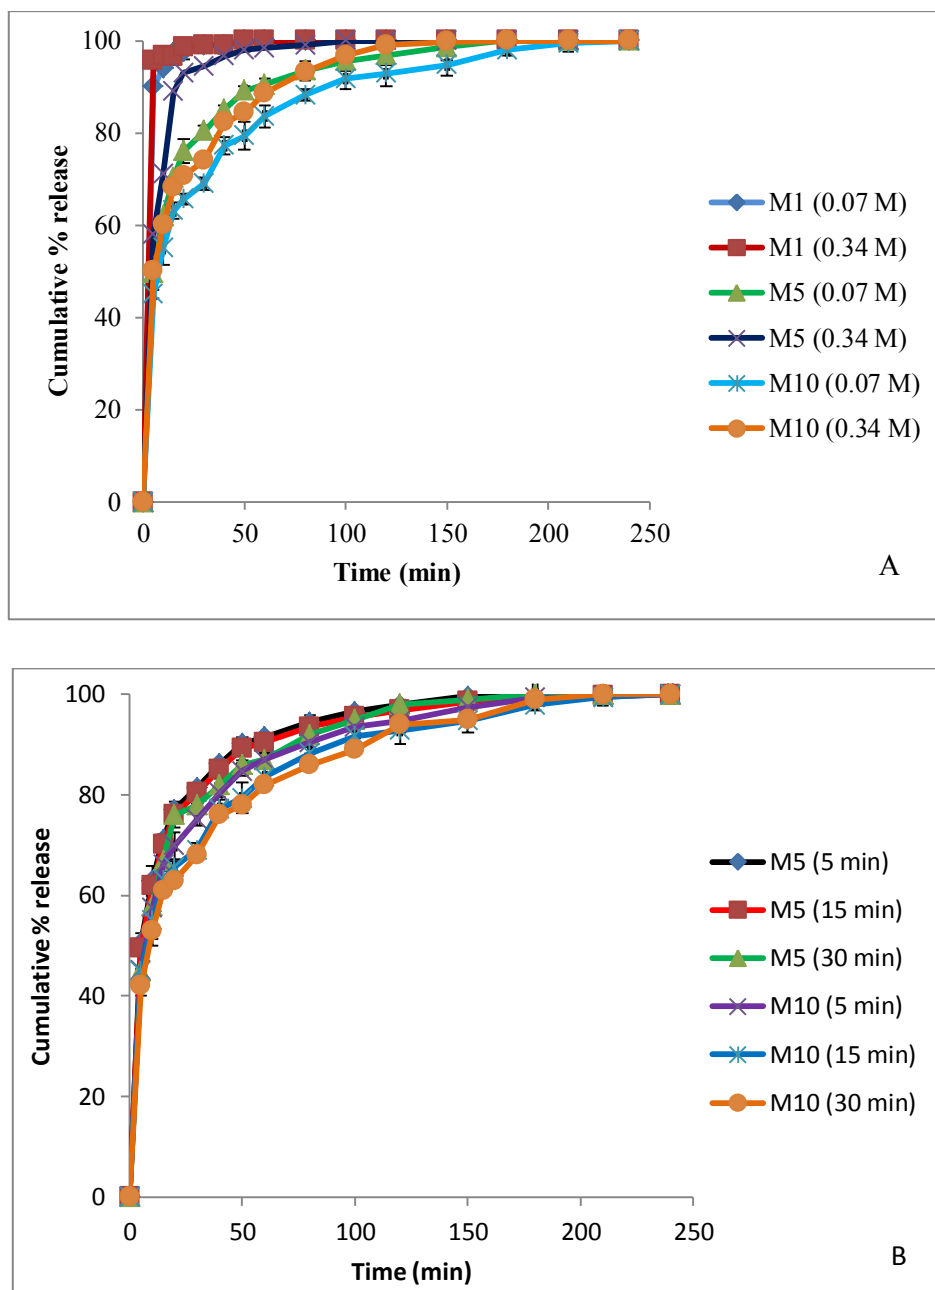 100
80
60
40
20
0
Cumulative % release
0 50 100 150 200 250
Time (min)
M1 (0.07 M)
M1 (0.34 M)
M5 (0.07 M)
M5 (0.34 M)
M10 (0.07 M)
M10 (0.34 M)
A
100
80
60
40
20
0
Cumulative % release
0 50 100 150 200 250
Time (min)
M5 (5 min)
M5 (15 min)
M5 (30 min)
M10 (5 min)
M10 (15 min)
M10 (30 min)
B